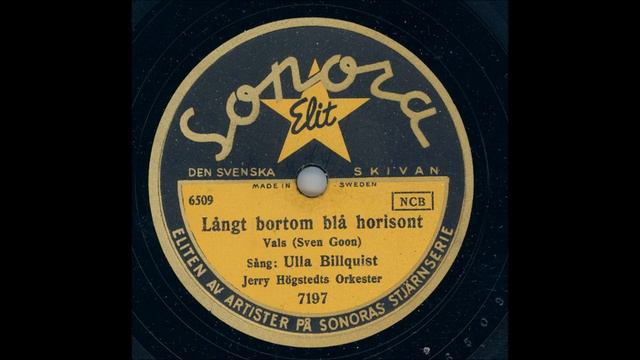 Sonora
Elit
DEN SVENSKA SKIVAN
MADE IN SWEDEN
6509
NCB
Långt bortom blå horisont
Vals (Sven Goon)
Sång: Ulla Billquist
Jerry Högstedts Orkester
7197
ELITEN AV ARTISTER PÅ SONORAS STJÄRNSERIE